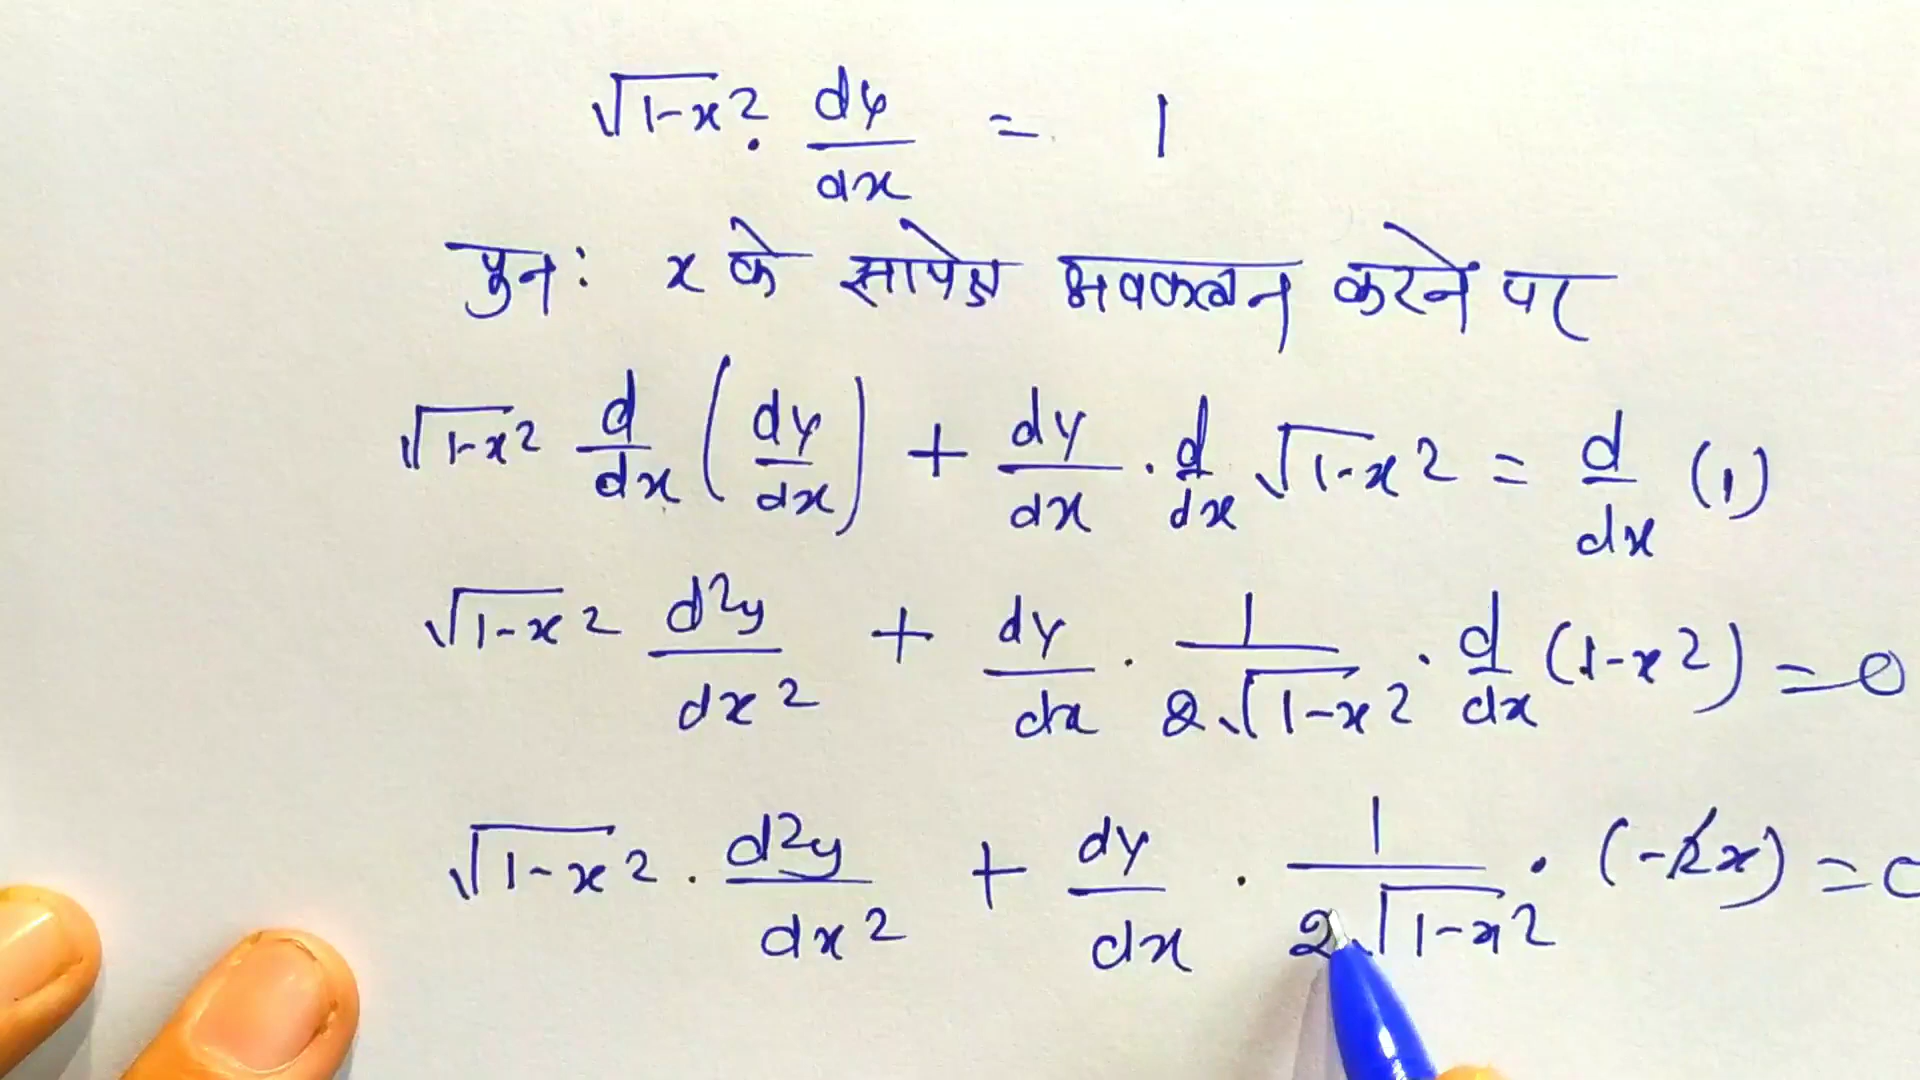 √1-x² · dy/dx = 1
पुनः x के सापेक्ष अवकलन करने पर
√1-x² d/dx (dy/dx) + dy/dx · d/dx √1-x² = d/dx (1)
√1-x² d²y/dx² + dy/dx · 1/2√1-x² · d/dx (1-x²) = 0
√1-x² · d²y/dx² + dy/dx · 1/2√1-x² · (-2x) = 0